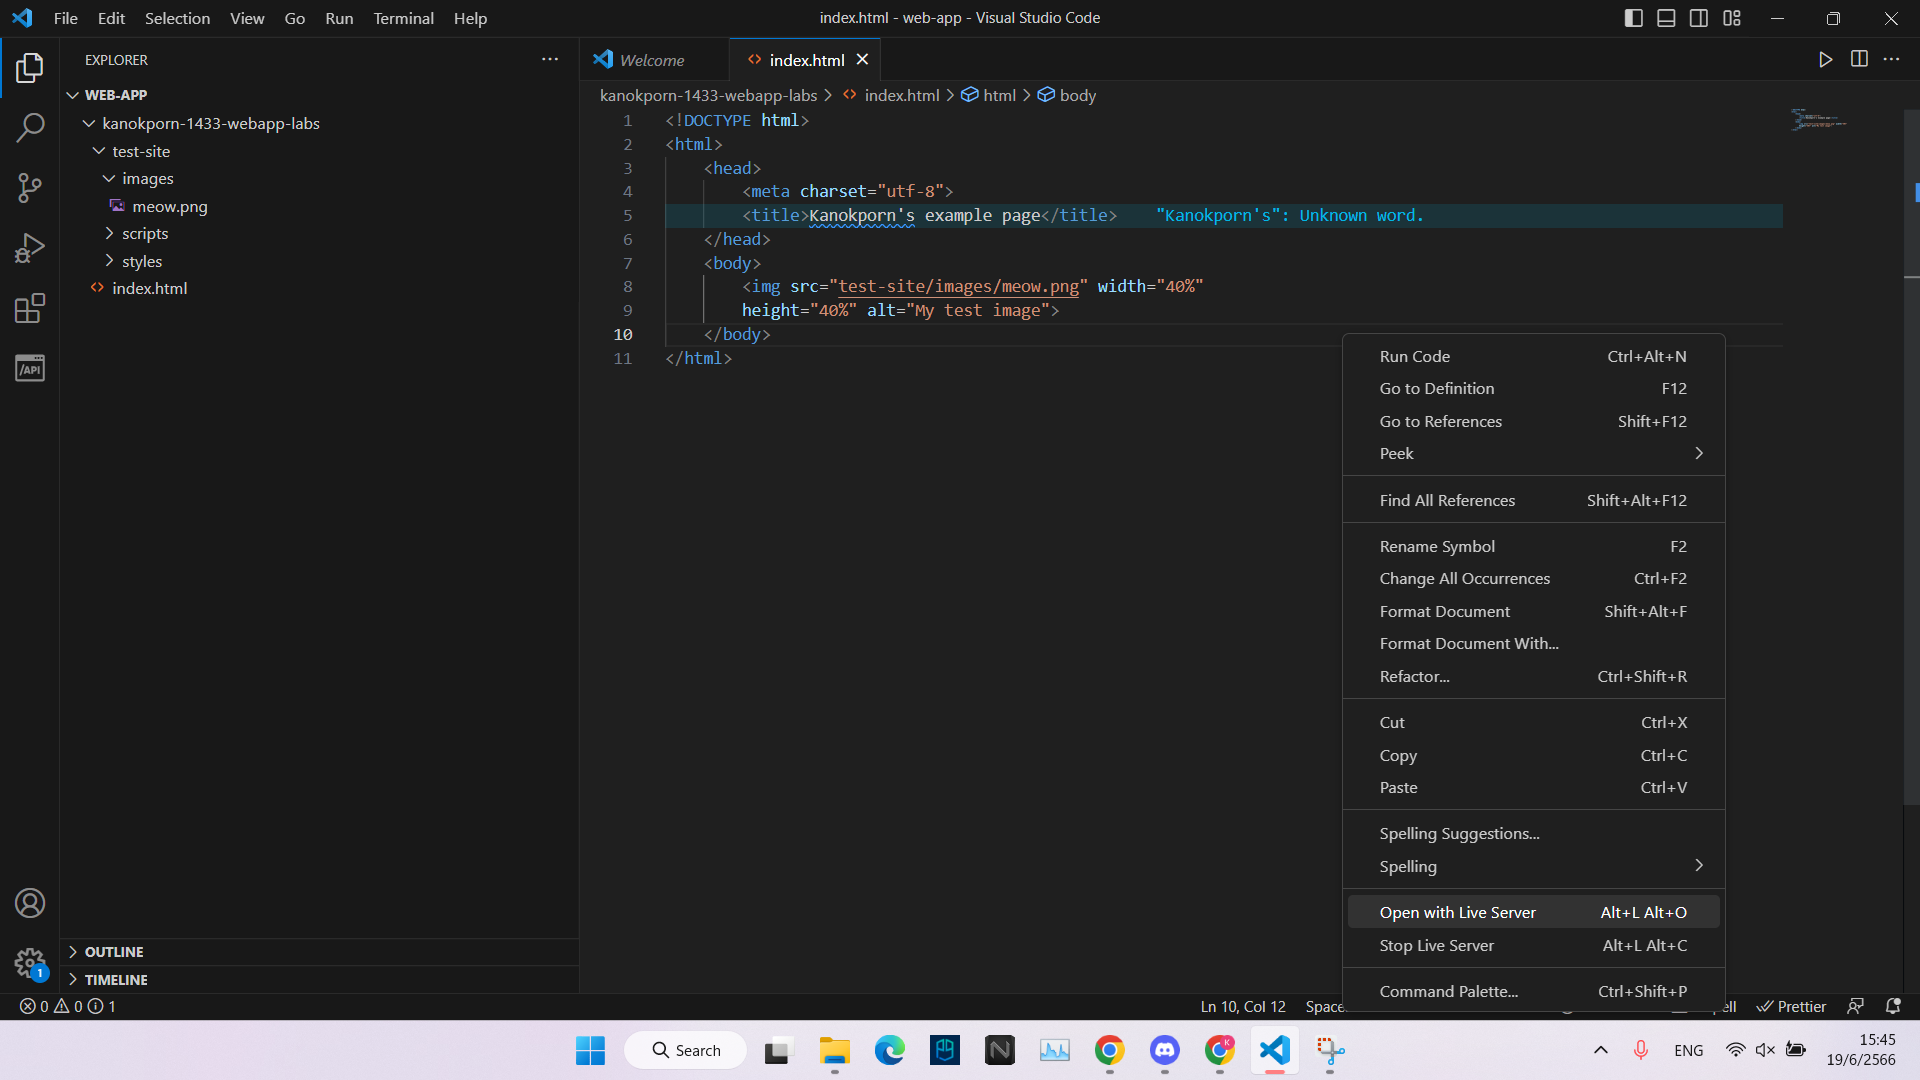 File Edit Selection View Go Run Terminal Help
index.html - web-app - Visual Studio Code
EXPLORER
WEB-APP
kanokporn-1433-webapp-labs
test-site
images
meow.png
scripts
styles
index.html
OUTLINE
TIMELINE
/API
1
Welcome
index.html
kanokporn-1433-webapp-labs > index.html > html > body
1 <!DOCTYPE html>
2 <html>
3 <head>
4 <meta charset="utf-8">
5 <title>Kanokporn's example page</title> "Kanokporn's": Unknown word.
6 </head>
7 <body>
8 <img src="test-site/images/meow.png" width="40%"
9 height="40%" alt="My test image">
10 </body>
11 </html>
Run Code Ctrl+Alt+N
Go to Definition F12
Go to References Shift+F12
Peek
Find All References Shift+Alt+F12
Rename Symbol F2
Change All Occurrences Ctrl+F2
Format Document Shift+Alt+F
Format Document With...
Refactor... Ctrl+Shift+R
Cut Ctrl+X
Copy Ctrl+C
Paste Ctrl+V
Spelling Suggestions...
Spelling
Open with Live Server Alt+L Alt+O
Stop Live Server Alt+L Alt+C
Command Palette... Ctrl+Shift+P
0 0 1
Ln 10, Col 12 Prettier
Search
K
ENG
15:45
19/6/2566